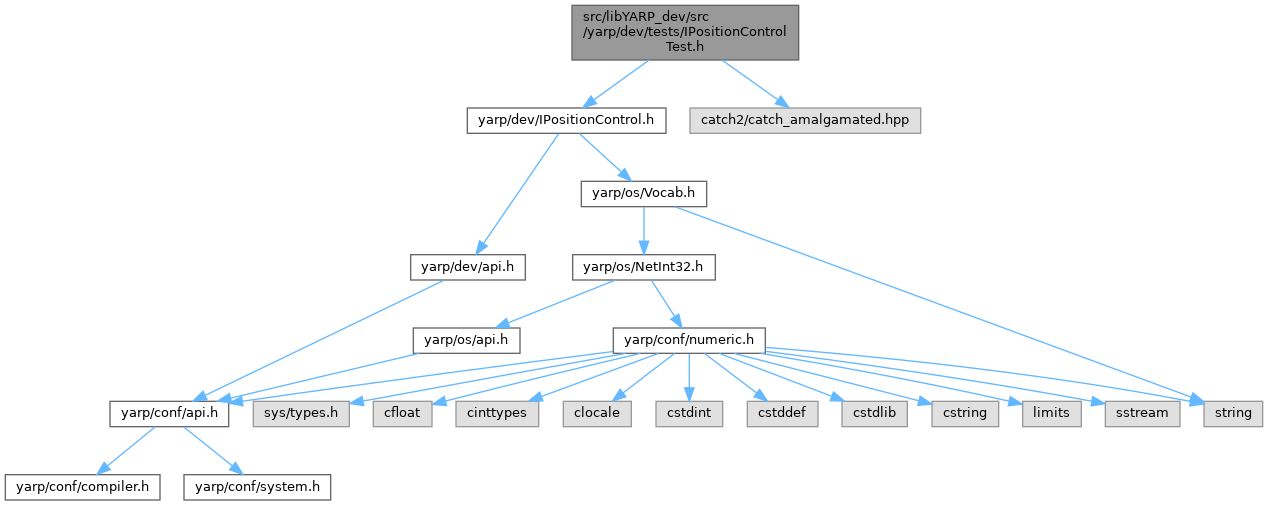 src/libYARP_dev/src
/yarp/dev/tests/IPositionControl
Test.h
yarp/dev/IPositionControl.h
catch2/catch_amalgamated.hpp
yarp/os/Vocab.h
yarp/dev/api.h
yarp/os/NetInt32.h
yarp/os/api.h
yarp/conf/numeric.h
yarp/conf/api.h
sys/types.h
cfloat
cinttypes
clocale
cstdint
cstddef
cstdlib
cstring
limits
sstream
string
yarp/conf/compiler.h
yarp/conf/system.h